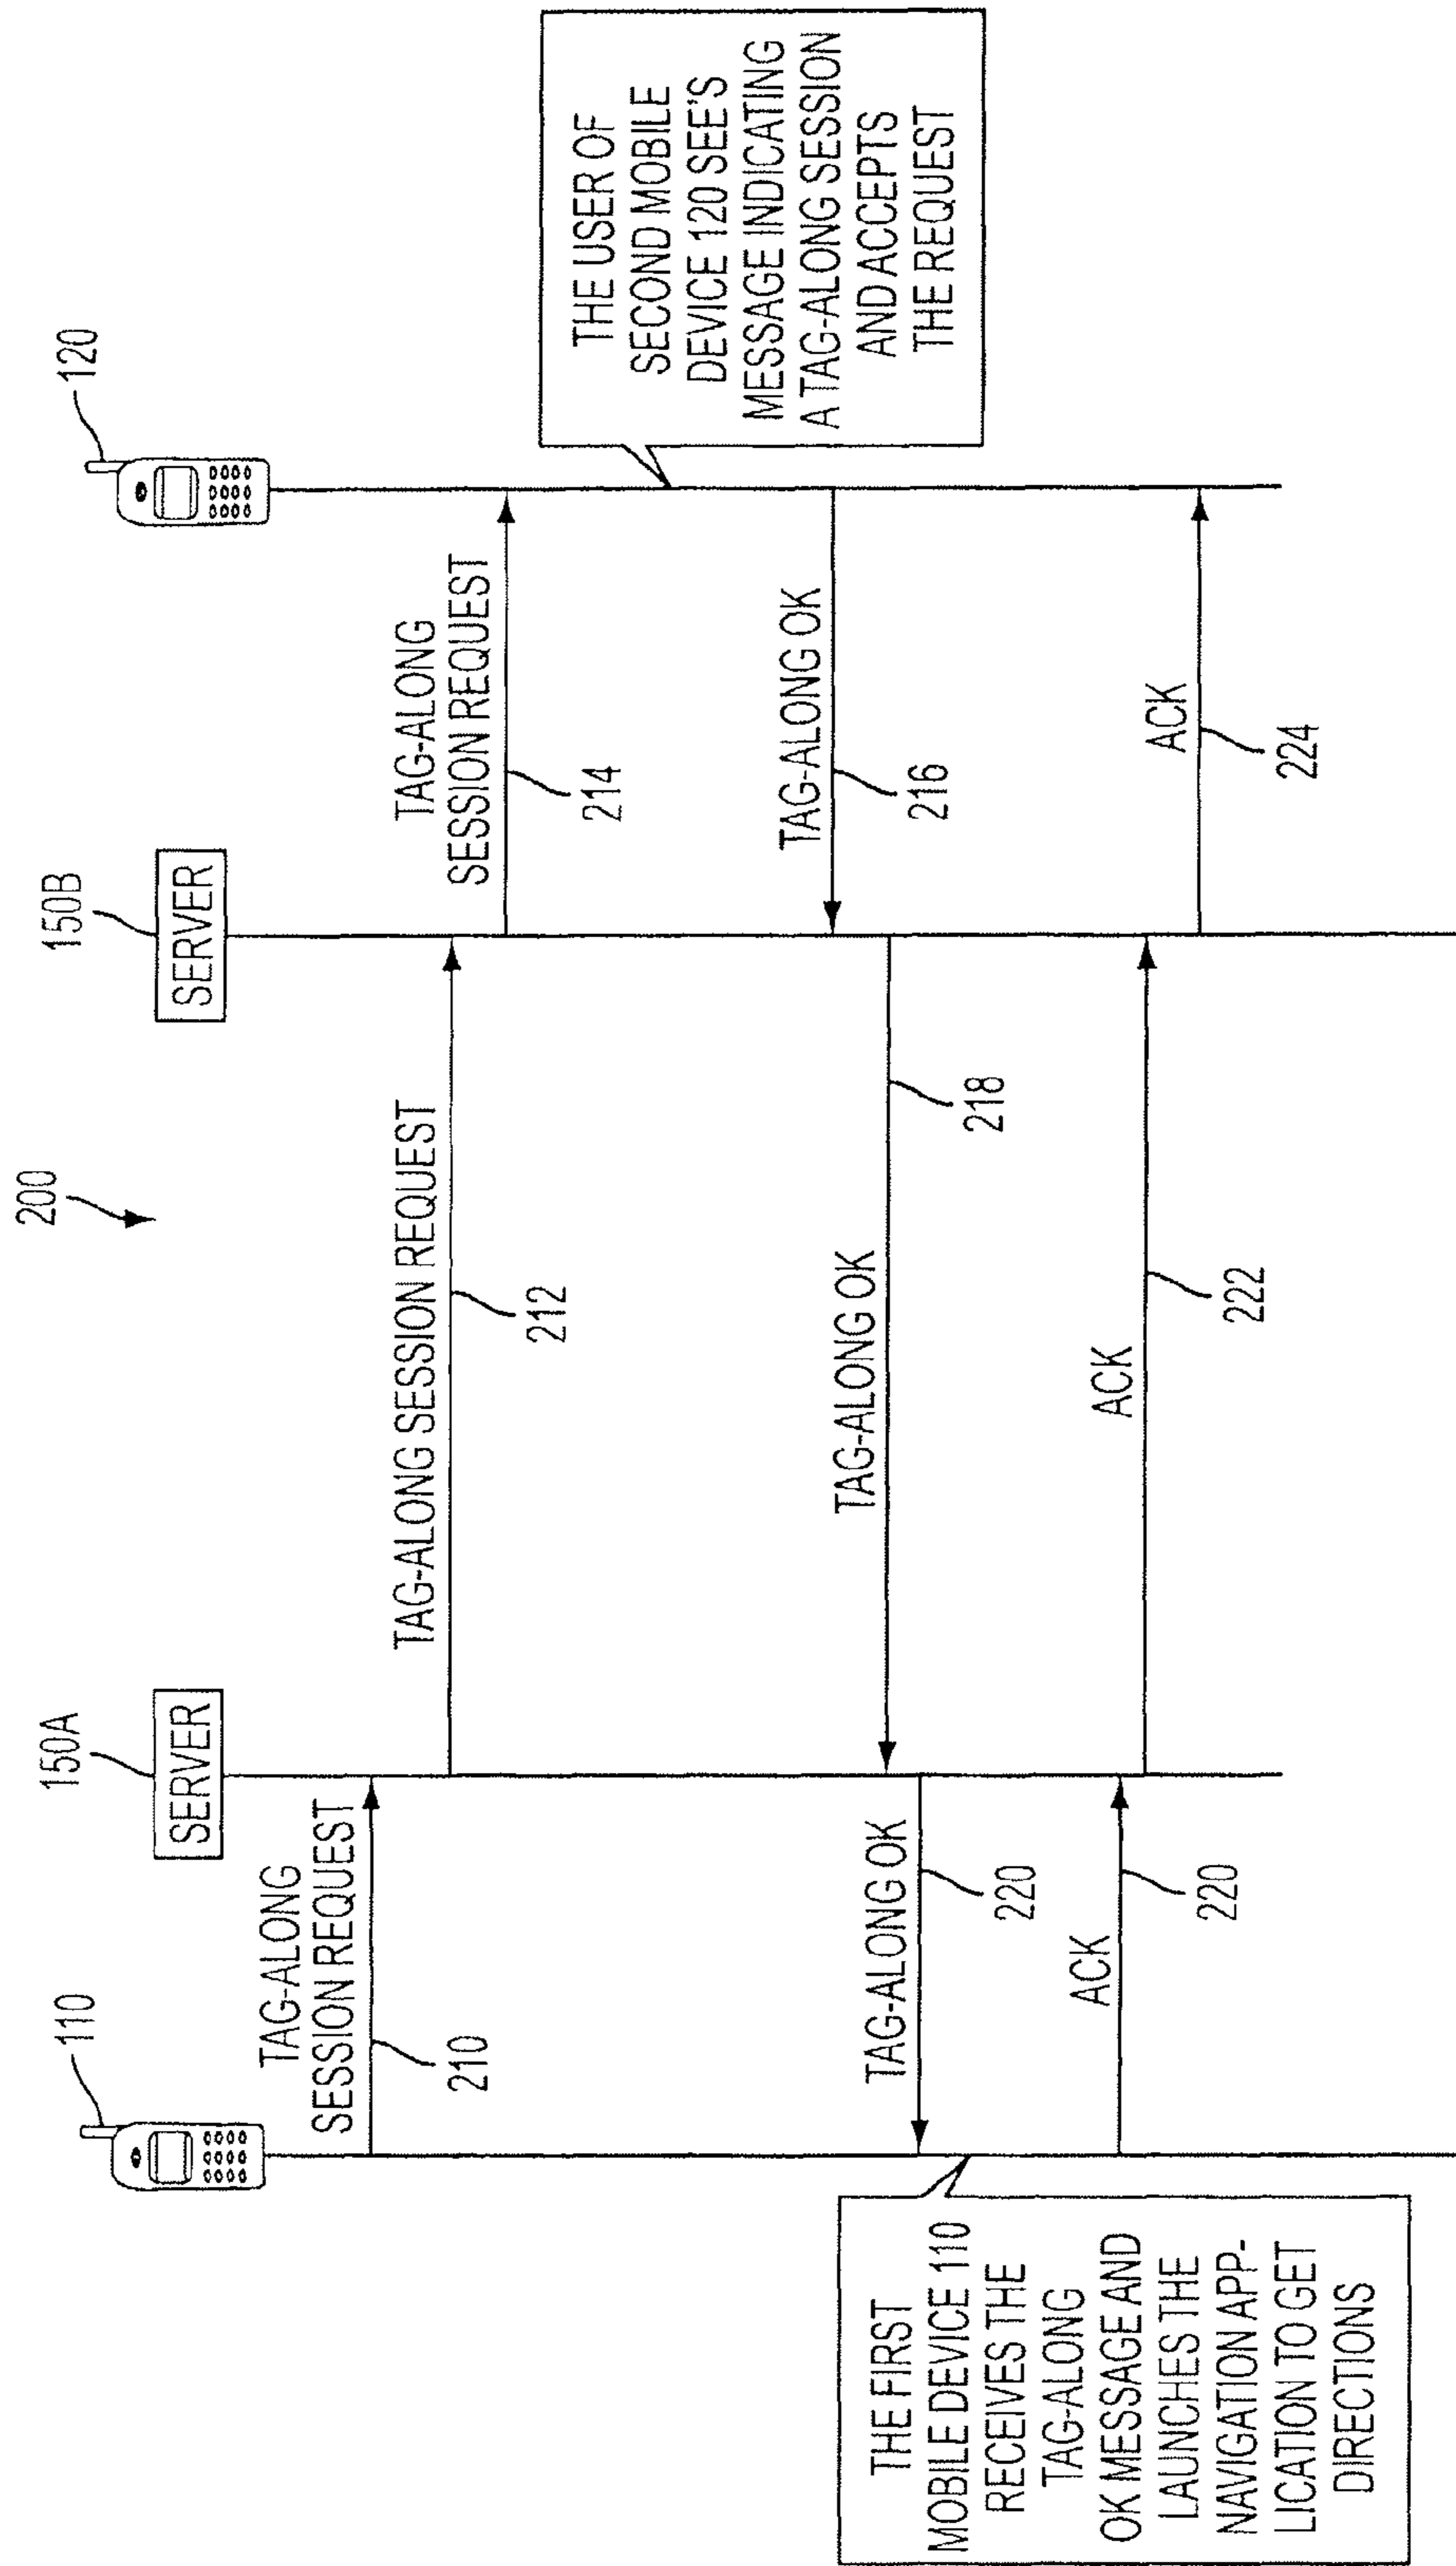 200
110
150A
150B
120
SERVER
SERVER
TAG-ALONG
SESSION REQUEST
210
TAG-ALONG SESSION REQUEST
212
TAG-ALONG
SESSION REQUEST
214
THE USER OF
SECOND MOBILE
DEVICE 120 SEE'S
MESSAGE INDICATING
A TAG-ALONG SESSION
AND ACCEPTS
THE REQUEST
TAG-ALONG OK
216
TAG-ALONG OK
218
TAG-ALONG OK
220
THE FIRST
MOBILE DEVICE 110
RECEIVES THE
TAG-ALONG
OK MESSAGE AND
LAUNCHES THE
NAVIGATION APP-
LICATION TO GET
DIRECTIONS
ACK
220
ACK
222
ACK
224